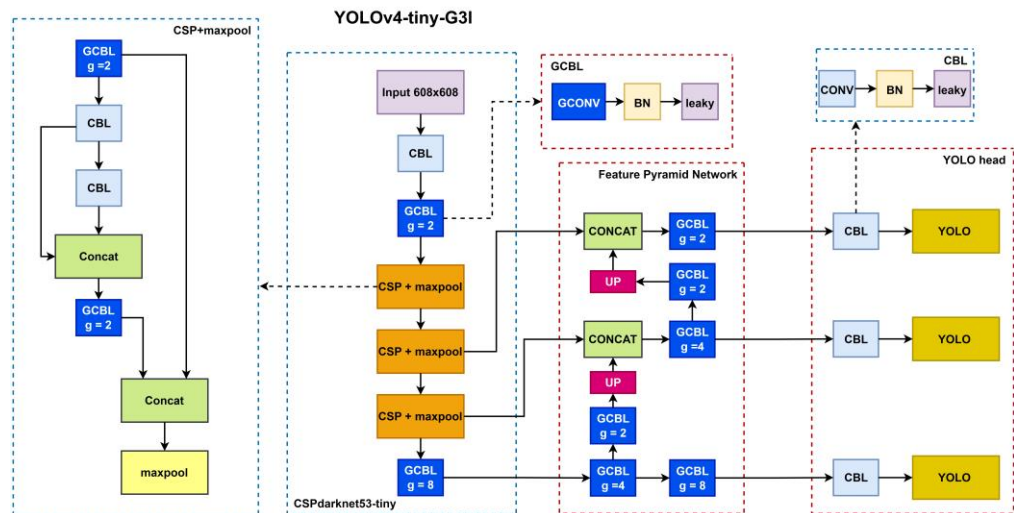 YOLOv4-tiny-G3I
CSP+maxpool
GCBL
g =2
CBL
CBL
Concat
GCBL
g = 2
Concat
maxpool
Input 608x608
CBL
GCBL
g = 2
CSP + maxpool
CSP + maxpool
CSP + maxpool
GCBL
g = 8
CSPdarknet53-tiny
GCBL
GCONV
BN
leaky
CBL
CONV
BN
leaky
Feature Pyramid Network
CONCAT
GCBL
g = 2
UP
GCBL
g = 2
CONCAT
GCBL
g =4
UP
GCBL
g = 2
GCBL
g =4
GCBL
g = 8
YOLO head
CBL
YOLO
CBL
YOLO
CBL
YOLO